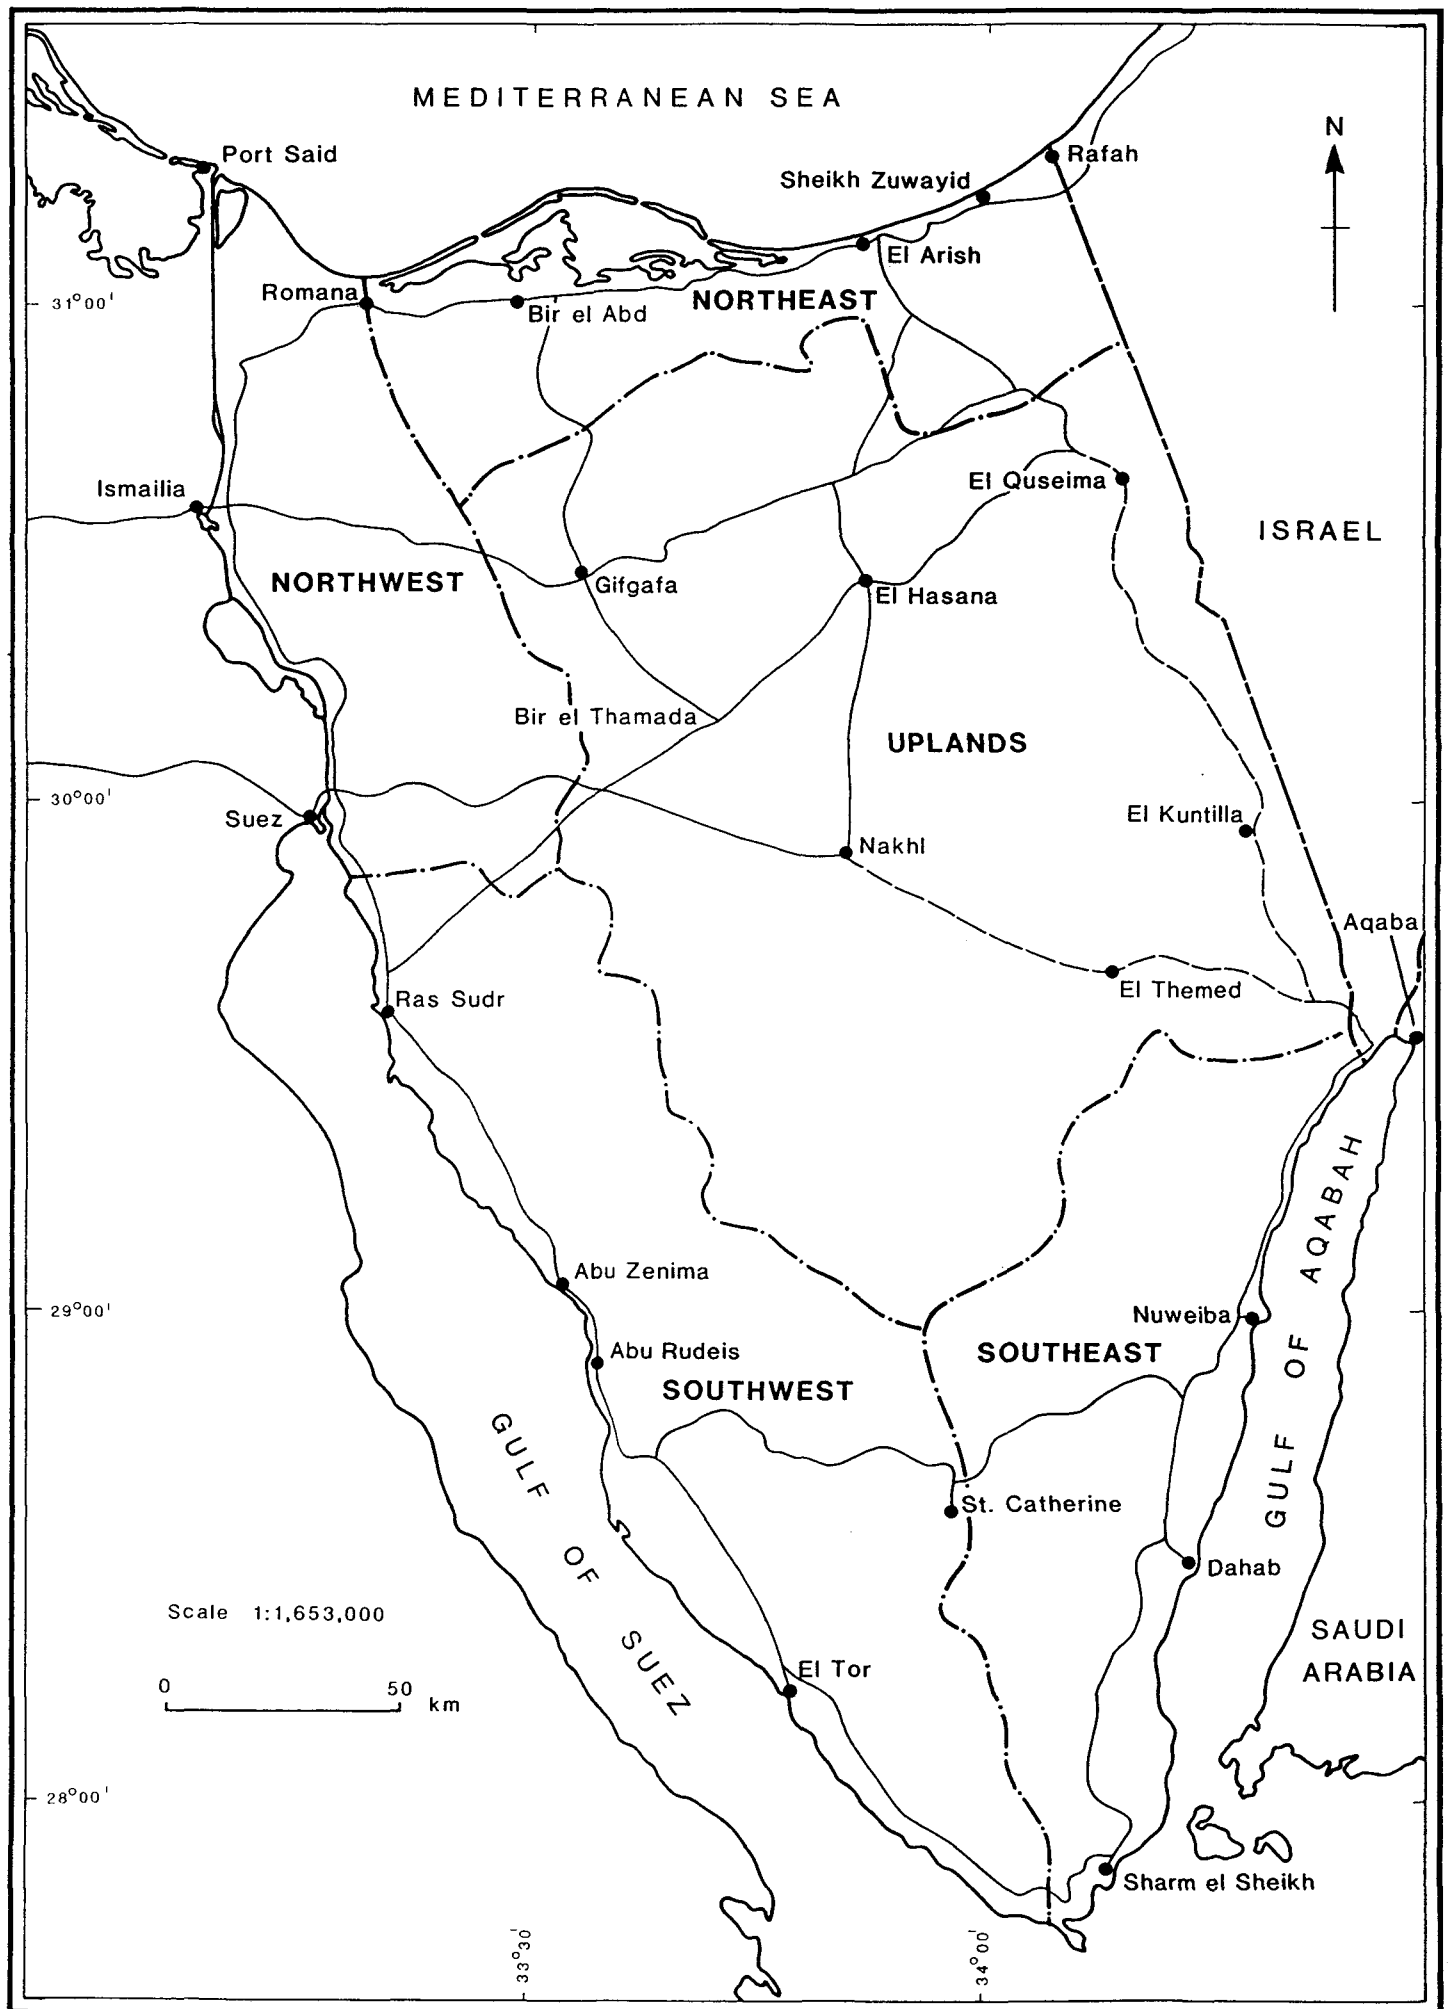 MEDITERRANEAN SEA
N
Port Said
Rafah
Sheikh Zuwayid
El Arish
Romana
31°00'
NORTHEAST
Bir el Abd
El Quseima
Ismailia
ISRAEL
NORTHWEST
Gifgafa
El Hasana
Bir el Thamada
UPLANDS
30°00'
Suez
El Kuntilla
Nakhl
Aqaba
El Themed
Ras Sudr
GULF OF AQABAH
Abu Zenima
29°00'
Nuweiba
Abu Rudeis
SOUTHEAST
SOUTHWEST
GULF OF SUEZ
St. Catherine
Dahab
Scale 1:1,653,000
SAUDI
ARABIA
El Tor
0 50 km
28°00'
Sharm el Sheikh
33°30'
34°00'